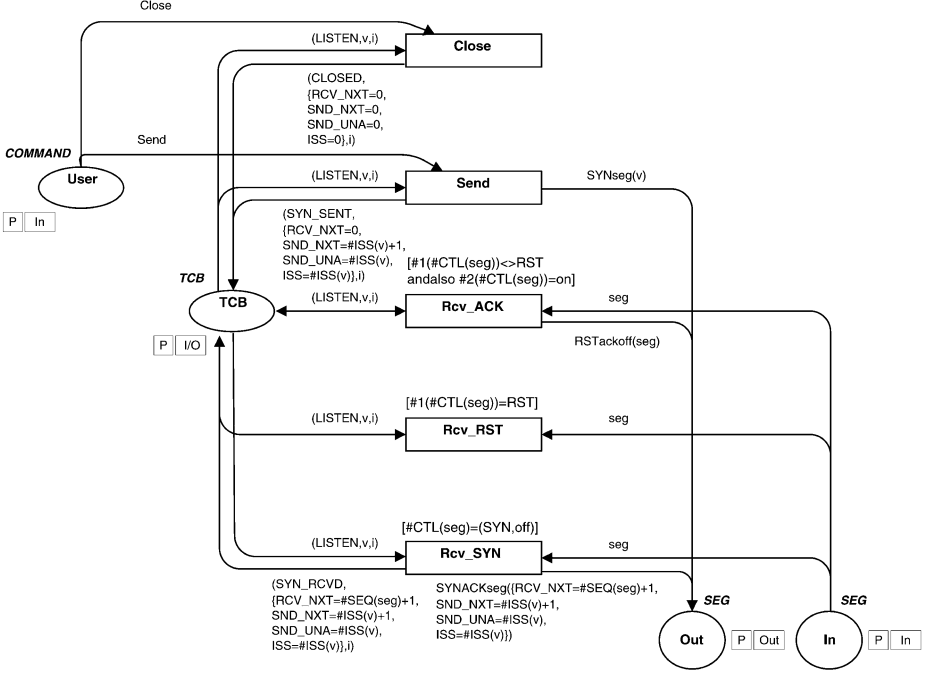 Close
(LISTEN,v,i)
Close
(CLOSED,
{RCV_NXT=0,
SND_NXT=0,
SND_UNA=0,
ISS=0},i)
Send
COMMAND
User
P In
(LISTEN,v,i)
Send
SYNseg(v)
(SYN_SENT,
{RCV_NXT=0,
SND_NXT=#ISS(v)+1,
SND_UNA=#ISS(v),
ISS=#ISS(v)},i)
[#1(#CTL(seg))<>RST
andalso #2(#CTL(seg))=on]
TCB
TCB
P I/O
(LISTEN,v,i)
Rcv_ACK
seg
RSTackoff(seg)
[#1(#CTL(seg))=RST]
(LISTEN,v,i)
Rcv_RST
seg
[#CTL(seg)=(SYN,off)]
(LISTEN,v,i)
Rcv_SYN
seg
(SYN_RCVD,
{RCV_NXT=#SEQ(seg)+1,
SND_NXT=#ISS(v)+1,
SND_UNA=#ISS(v),
ISS=#ISS(v)},i)
SYNACKseg({RCV_NXT=#SEQ(seg)+1,
SND_NXT=#ISS(v)+1,
SND_UNA=#ISS(v),
ISS=#ISS(v)})
SEG
Out
P Out
SEG
In
P In